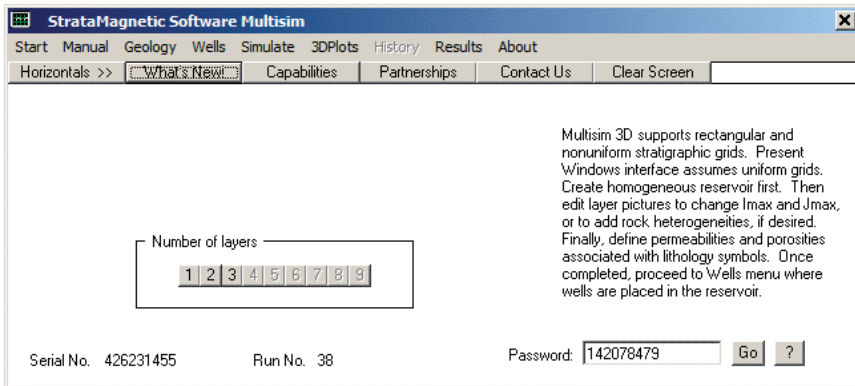 StrataMagnetic Software Multisim
Start Manual Geology Wells Simulate 3DPlots History Results About
Horizontals >> What's New! Capabilities Partnerships Contact Us Clear Screen
Multisim 3D supports rectangular and
nonuniform stratigraphic grids. Present
Windows interface assumes uniform grids.
Create homogeneous reservoir first. Then
edit layer pictures to change Imax and Jmax,
or to add rock heterogeneities, if desired.
Finally, define permeabilities and porosities
associated with lithology symbols. Once
completed, proceed to Wells menu where
wells are placed in the reservoir.
Number of layers
1 2 3 4 5 6 7 8 9
Serial No. 426231455 Run No. 38 Password: 142078479 Go ?